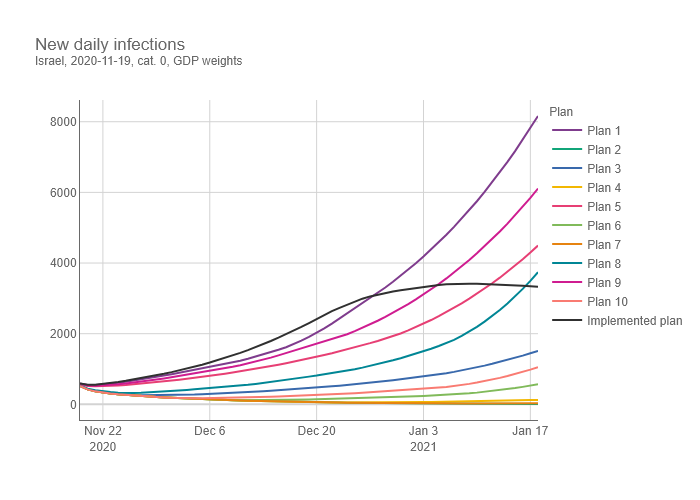 New daily infections
Israel, 2020-11-19, cat. 0, GDP weights
Plan
Plan 1
Plan 2
Plan 3
Plan 4
Plan 5
Plan 6
Plan 7
Plan 8
Plan 9
Plan 10
Implemented plan
8000
6000
4000
2000
0
Nov 22 Dec 6 Dec 20 Jan 3 Jan 17
2020 2021